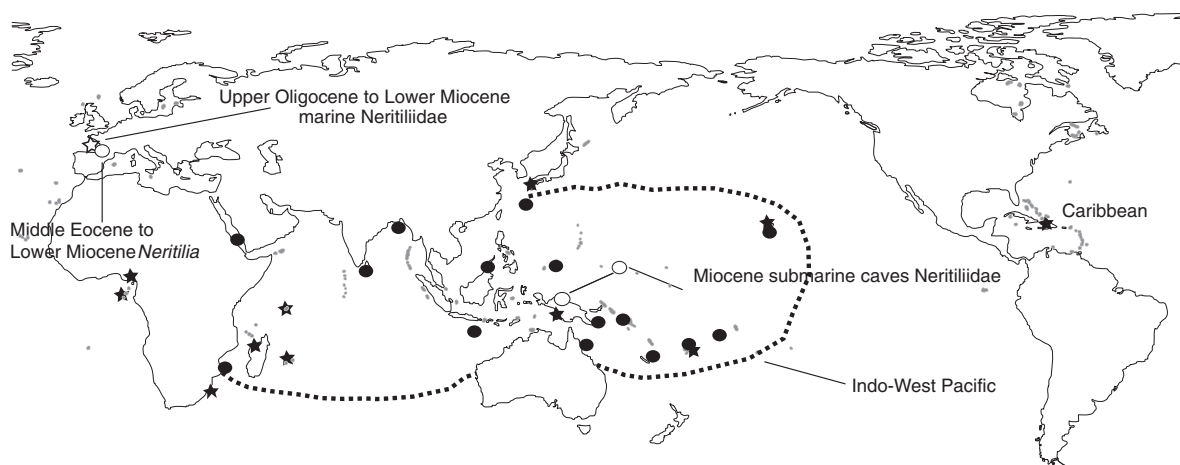 Upper Oligocene to Lower Miocene
marine Neritiliidae
Middle Eocene to
Lower Miocene Neritilia
Caribbean
Miocene submarine caves Neritiliidae
Indo-West Pacific